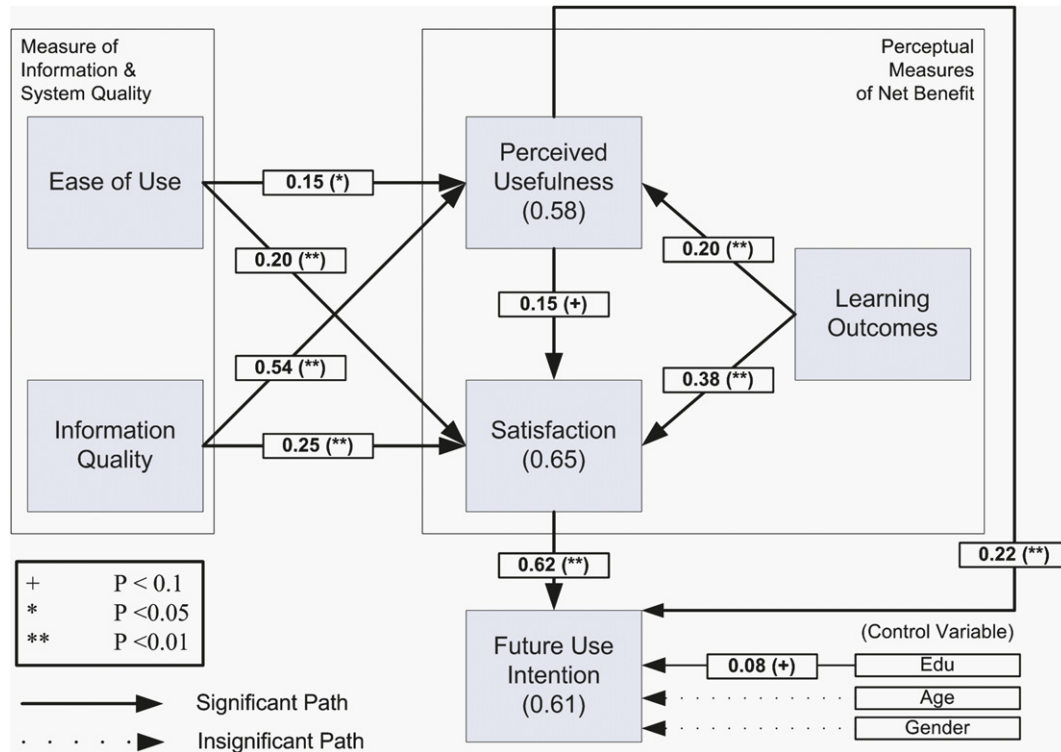 Measure of
Information &
System Quality
Perceptual
Measures
of Net Benefit
Ease of Use
0.15 (*)
Perceived
Usefulness
(0.58)
0.20 (**)
0.20 (**)
0.15 (+)
Learning
Outcomes
0.54 (**)
0.38 (**)
Information
Quality
0.25 (**)
Satisfaction
(0.65)
0.62 (**)
0.22 (**)
+ P < 0.1
* P <0.05
** P <0.01
Future Use
Intention
(0.61)
(Control Variable)
0.08 (+)
Edu
Age
Gender
Significant Path
Insignificant Path